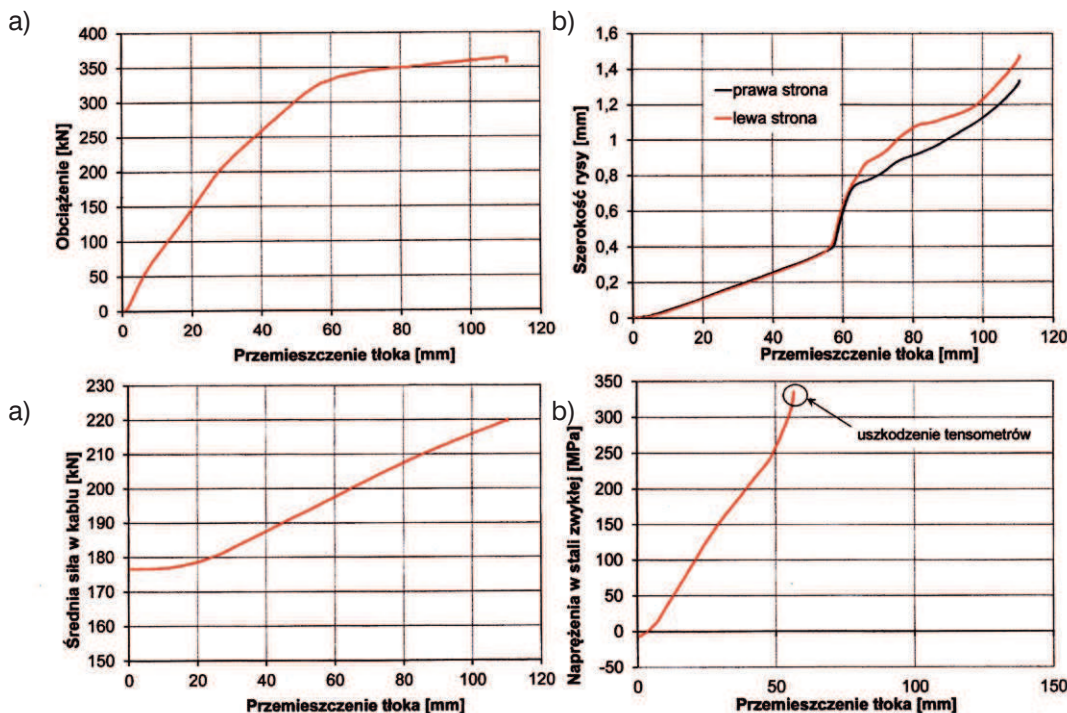 a)
400
350
300
250
200
150
100
50
0
0 20 40 60 80 100 120
Obciążenie [kN]
Przemieszczenie tłoka [mm]
b)
1,6
1,4
1,2
1
0,8
0,6
0,4
0,2
0
0 20 40 60 80 100 120
Szerokość rysy [mm]
prawa strona
lewa strona
Przemieszczenie tłoka [mm]
a)
230
220
210
200
190
180
170
160
150
0 20 40 60 80 100 120
Średnia siła w kablu [kN]
Przemieszczenie tłoka [mm]
b)
350
300
250
200
150
100
50
0
-50
0 50 100 150
Naprężenia w stali zwykłej [MPa]
uszkodzenie tensometrów
Przemieszczenie tłoka [mm]